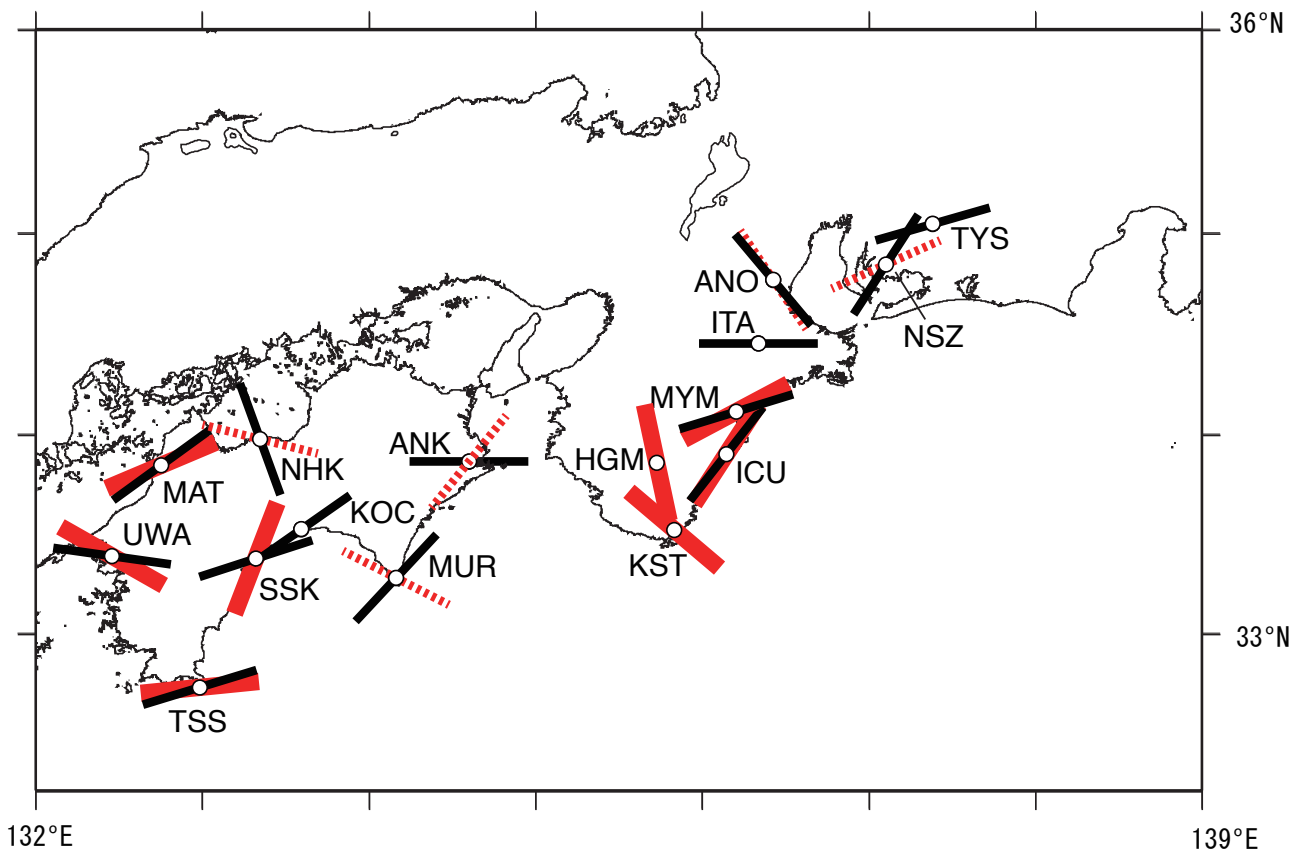 36°N
TYS
ANO
ITA
NSZ
MYM
ANK
HGM
NHK
ICU
MAT
KOC
UWA
KST
MUR
SSK
33°N
TSS
132°E
139°E